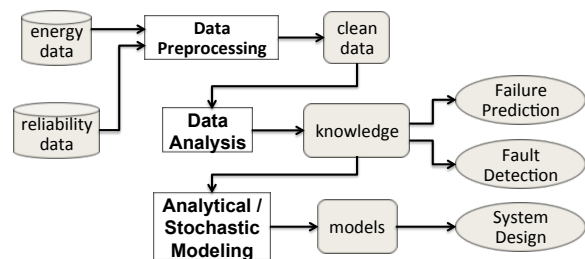 energy
data
Data
Preprocessing
clean
data
reliability
data
Data
Analysis
knowledge
Failure
Prediction
Fault
Detection
Analytical /
Stochastic
Modeling
models
System
Design